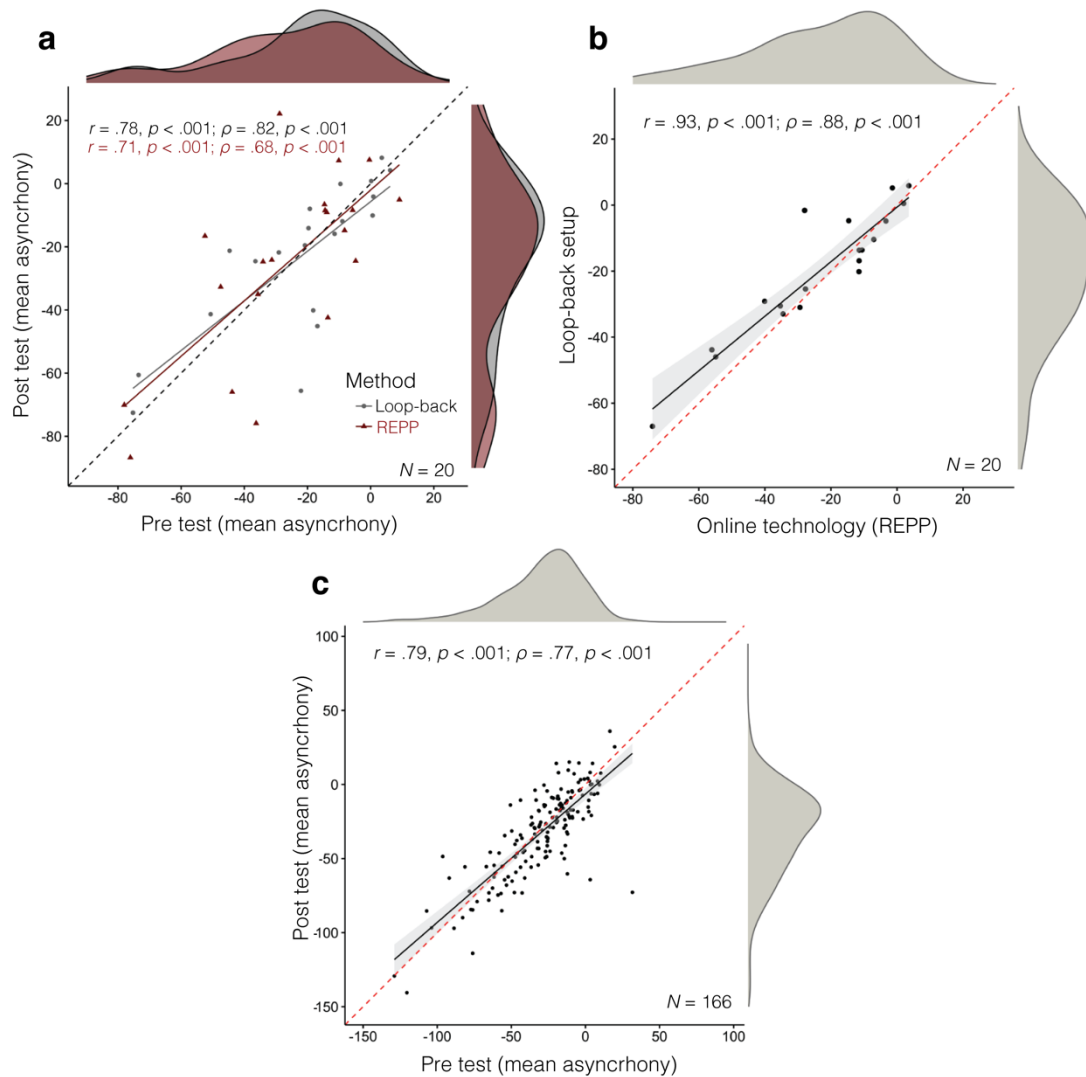 a
r = .78, p < .001; ρ = .82, p < .001
r = .71, p < .001; ρ = .68, p < .001
Post test (mean asyncrhony)
20
0
-20
-40
-60
-80
Method
Loop-back
REPP
N = 20
-80 -60 -40 -20 0 20
Pre test (mean asyncrhony)
b
r = .93, p < .001; ρ = .88, p < .001
Loop-back setup
20
0
-20
-40
-60
-80
N = 20
-80 -60 -40 -20 0 20
Online technology (REPP)
c
r = .79, p < .001; ρ = .77, p < .001
Post test (mean asyncrhony)
100
50
0
-50
-100
-150
N = 166
-150 -100 -50 0 50 100
Pre test (mean asyncrhony)